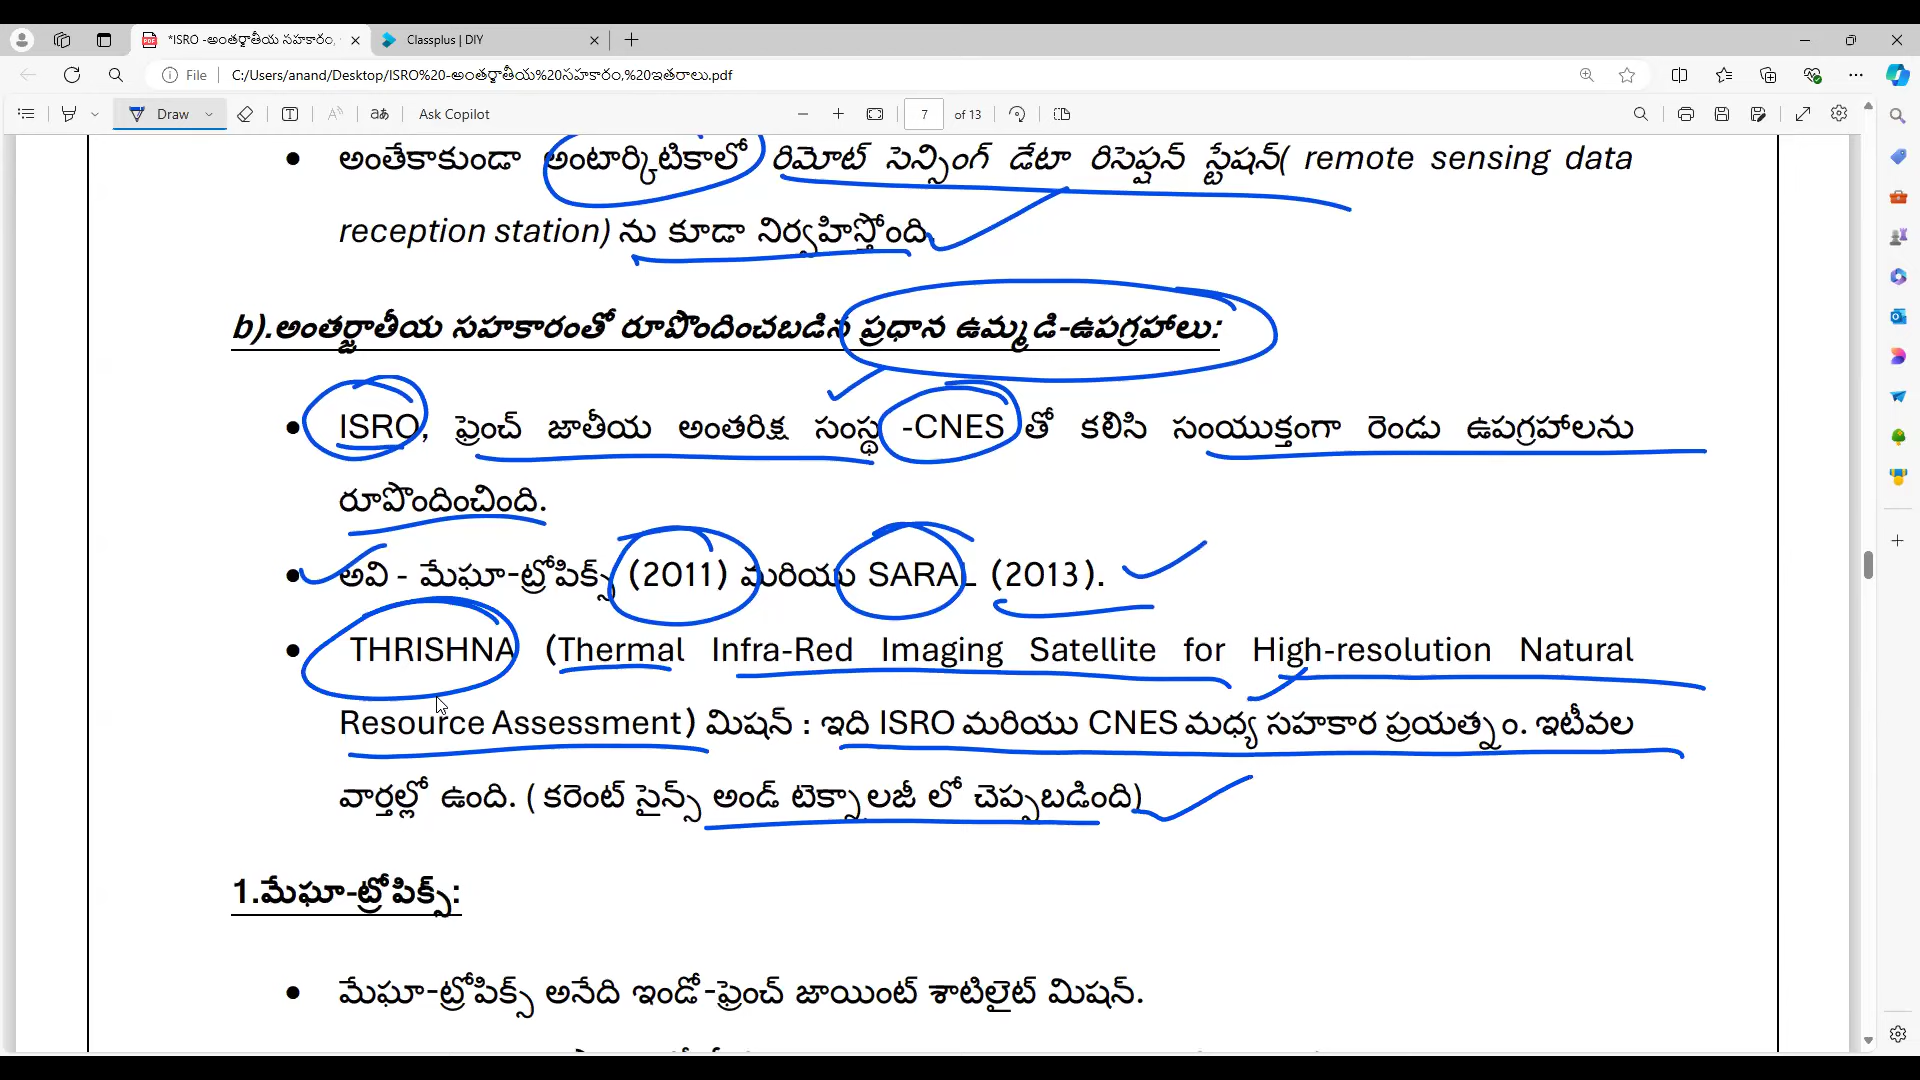 *ISRO -అంతర్జాతీయ సహకారం,
Classplus | DIY
File
C:/Users/anand/Desktop/ISRO%20-అంతర్జాతీయ%20సహకారం,%20ఇతరాలు.pdf
Draw
Ask Copilot
7 of 13
అంతేకాకుండా అంటార్కిటికాలో రిమోట్ సెన్సింగ్ డేటా రిసెప్షన్ స్టేషన్( remote sensing data
reception station) ను కూడా నిర్వహిస్తోంది.
b).అంతర్జాతీయ సహకారంతో రూపొందించబడిన ప్రధాన ఉమ్మడి-ఉపగ్రహాలు:
• ISRO, ఫ్రెంచ్ జాతీయ అంతరిక్ష సంస్థ -CNES తో కలిసి సంయుక్తంగా రెండు ఉపగ్రహాలను
రూపొందించింది.
• అవి - మేఘా-ట్రోపిక్స్ (2011) మరియు SARAL (2013).
• THRISHNA (Thermal Infra-Red Imaging Satellite for High-resolution Natural
Resource Assessment) మిషన్ : ఇది ISRO మరియు CNES మధ్య సహకార ప్రయత్నం. ఇటీవల
వార్తల్లో ఉంది. ( కరెంట్ సైన్స్ అండ్ టెక్నాలజీ లో చెప్పబడింది)
1.మేఘా-ట్రోపిక్స్:
• మేఘా-ట్రోపిక్స్ అనేది ఇండో-ఫ్రెంచ్ జాయింట్ శాటిలైట్ మిషన్.